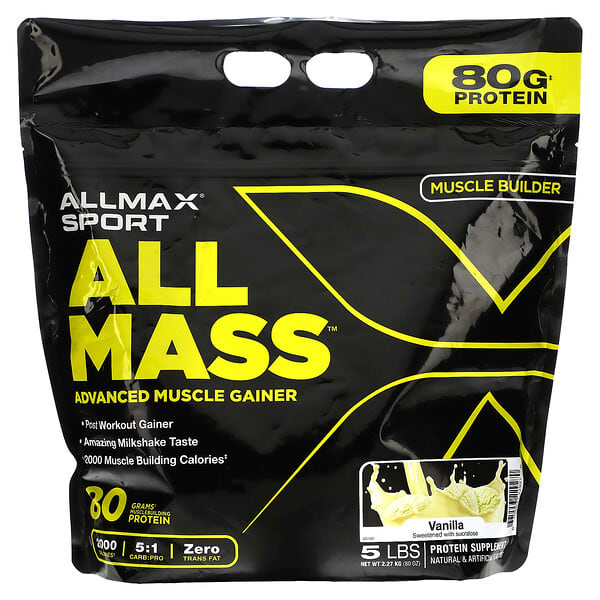 80G‡
PROTEIN
MUSCLE BUILDER
ALLMAX®
SPORT
ALL
MASS™
ADVANCED MUSCLE GAINER
• Post Workout Gainer
• Amazing Milkshake Taste
• 2000 Muscle Building Calories‡
80 GRAMS‡
MUSCLEBUILDING
PROTEIN
2000
5:1
CARB:PRO
Zero
TRANS FAT
Vanilla
Sweetened with sucralose
5 LBS
NET WT. 2.27 KG (80 OZ)
PROTEIN SUPPLEMENT
NATURAL & ARTIFICIAL